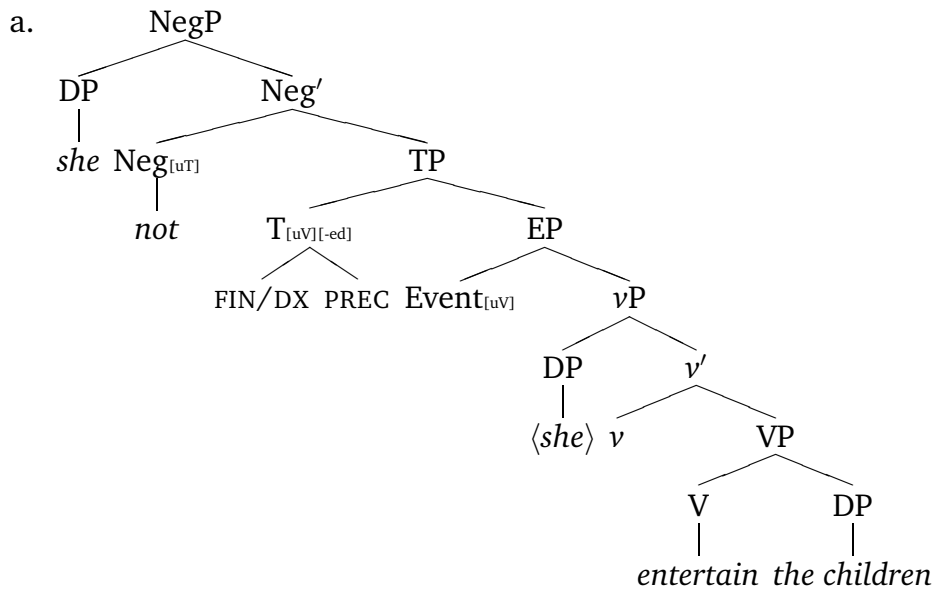 a. NegP
DP Neg′
she Neg[uT] TP
not T[uV][-ed] EP
FIN/DX PREC Event[uV] vP
DP v′
⟨she⟩ v VP
V DP
entertain the children